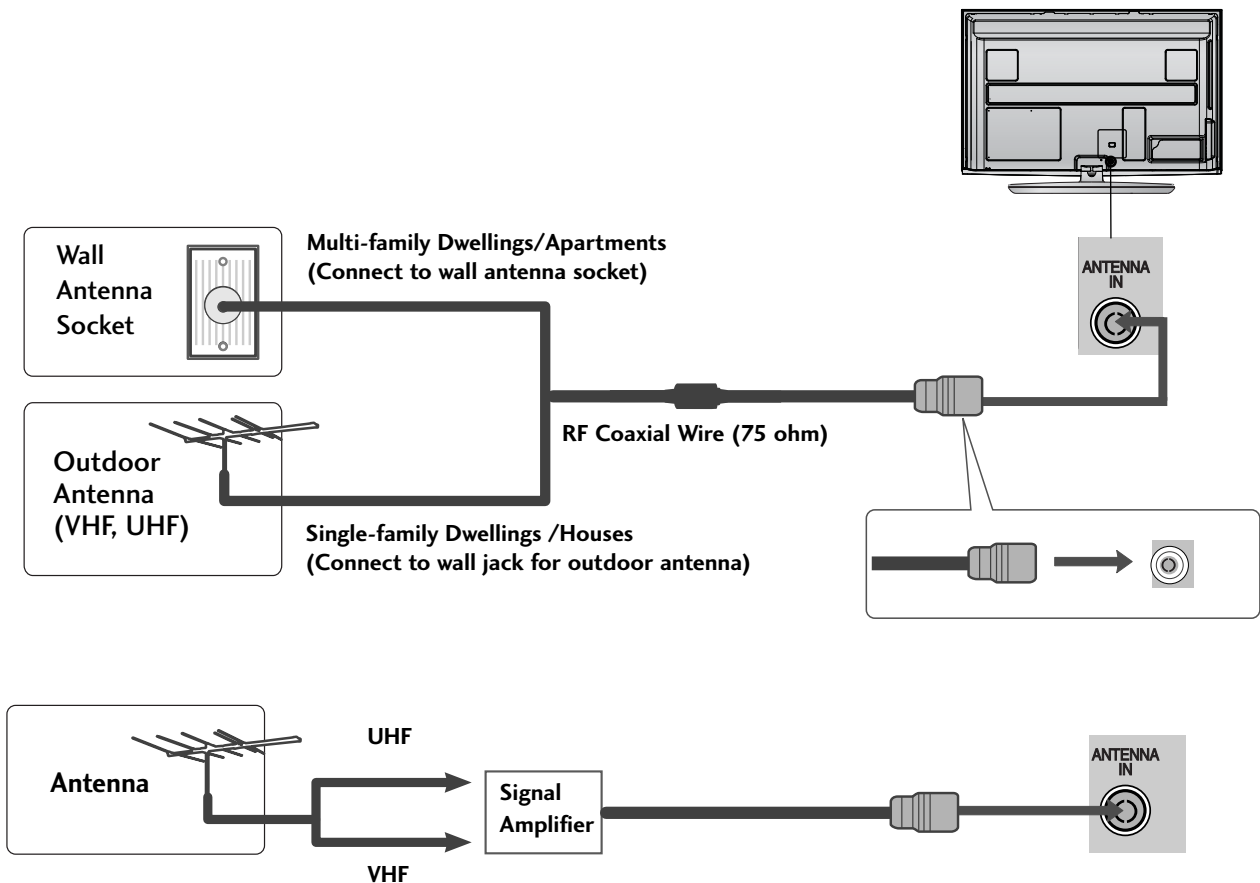 Wall
Antenna
Socket
Multi-family Dwellings/Apartments
(Connect to wall antenna socket)
ANTENNA
IN
RF Coaxial Wire (75 ohm)
Outdoor
Antenna
(VHF, UHF)
Single-family Dwellings /Houses
(Connect to wall jack for outdoor antenna)
Antenna
UHF
VHF
Signal
Amplifier
ANTENNA
IN